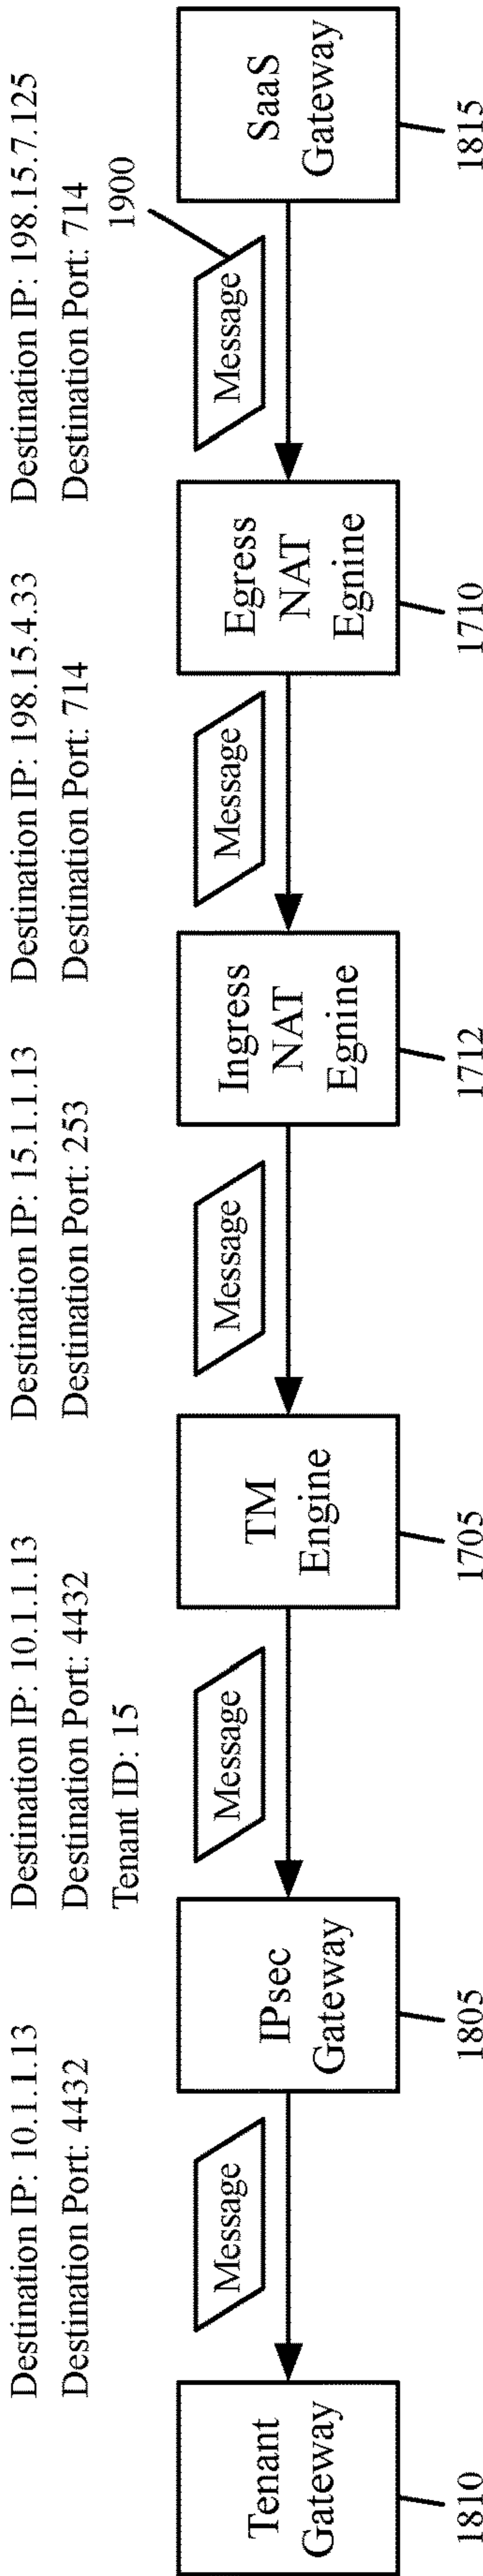 Destination IP: 10.1.1.13
Destination Port: 4432
Destination IP: 10.1.1.13
Destination Port: 4432
Tenant ID: 15
Destination IP: 15.1.1.13
Destination Port: 253
Destination IP: 198.15.4.33
Destination Port: 714
Destination IP: 198.15.7.125
Destination Port: 714
1900
Tenant
Gateway
Message
IPsec
Gateway
Message
TM
Engine
Message
Ingress
NAT
Egnine
Message
Egress
NAT
Egnine
Message
SaaS
Gateway
1810
1805
1705
1712
1710
1815